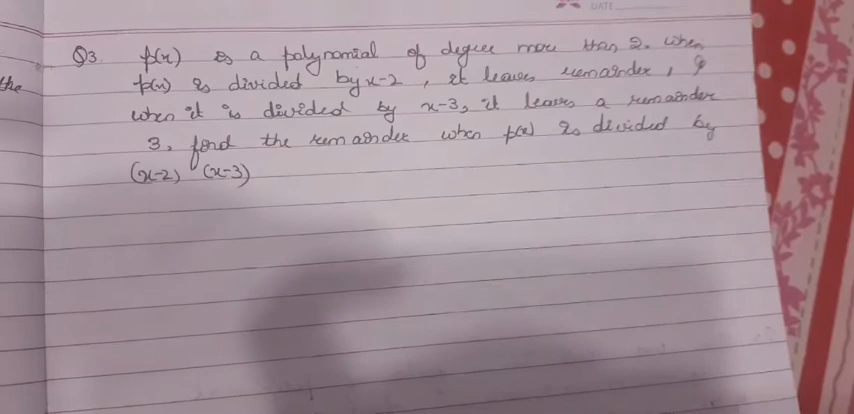 DATE
the
Q3. p(x) is a polynomial of degree more than 2. when
p(x) is divided by x-2, it leaves remainder 1 &
when it is divided by x-3, it leaves a remainder
3, find the remainder when p(x) is divided by
(x-2) (x-3)